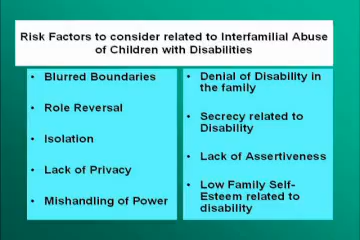 Risk Factors to consider related to Interfamilial Abuse
of Children with Disabilities
• Blurred Boundaries
• Role Reversal
• Isolation
• Lack of Privacy
• Mishandling of Power
• Denial of Disability in
the family
• Secrecy related to
Disability
• Lack of Assertiveness
• Low Family Self-
Esteem related to
disability